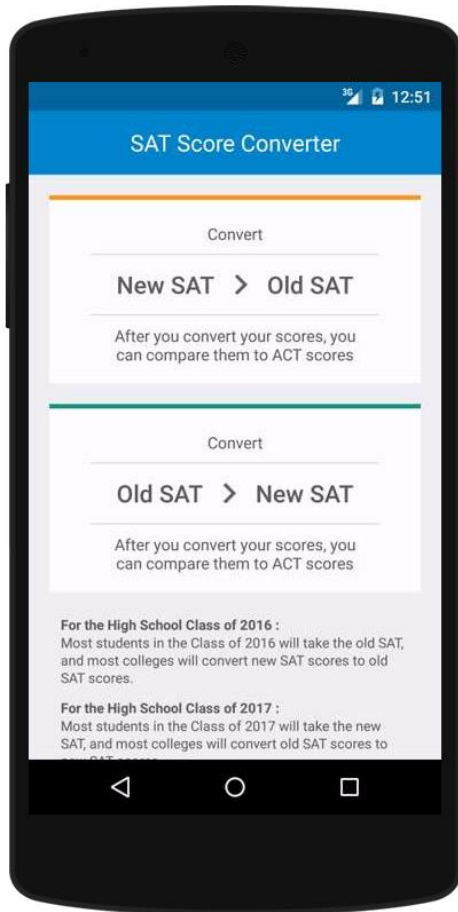 3G 12:51
SAT Score Converter
Convert
New SAT > Old SAT
After you convert your scores, you
can compare them to ACT scores
Convert
Old SAT > New SAT
After you convert your scores, you
can compare them to ACT scores
For the High School Class of 2016 :
Most students in the Class of 2016 will take the old SAT,
and most colleges will convert new SAT scores to old
SAT scores.
For the High School Class of 2017 :
Most students in the Class of 2017 will take the new
SAT, and most colleges will convert old SAT scores to
new SAT scores